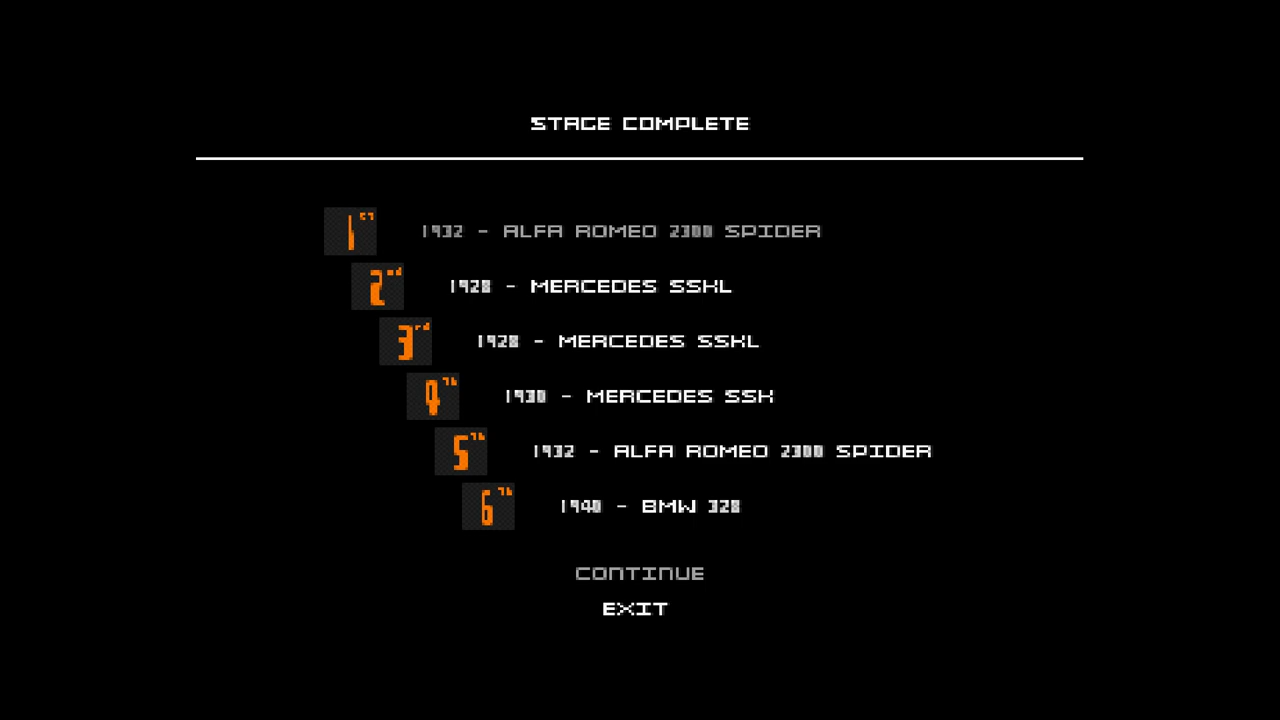 STAGE COMPLETE
1ST 1932 - ALFA ROMEO 2300 SPIDER
2nd 1928 - MERCEDES SSKL
3rd 1928 - MERCEDES SSKL
4th 1930 - MERCEDES SSK
5th 1932 - ALFA ROMEO 2300 SPIDER
6th 1940 - BMW 328
CONTINUE
EXIT